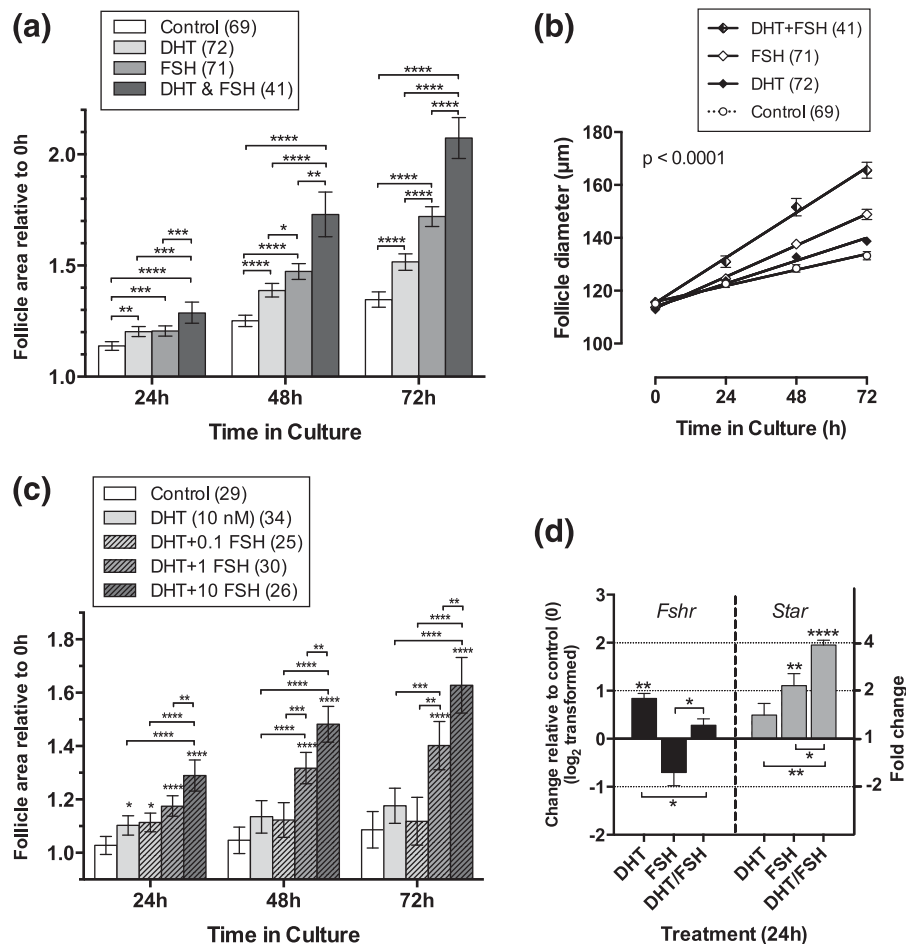 (a)
Control (69)
DHT (72)
FSH (71)
DHT & FSH (41)
Follicle area relative to 0h
2.0
1.5
1.0
**
***
****
***
***
****
****
*
****
****
**
****
****
****
****
****
****
24h
48h
72h
Time in Culture
(b)
DHT+FSH (41)
FSH (71)
DHT (72)
Control (69)
p < 0.0001
Follicle diameter (µm)
180
160
140
120
100
0
24
48
72
Time in Culture (h)
(c)
Control (29)
DHT (10 nM) (34)
DHT+0.1 FSH (25)
DHT+1 FSH (30)
DHT+10 FSH (26)
Follicle area relative to 0h
1.8
1.6
1.4
1.2
1.0
*
*
****
****
**
****
****
****
****
****
***
****
****
**
****
****
**
***
****
****
**
24h
48h
72h
Time in Culture
(d)
Fshr
Star
Change relative to control (0)
(log2 transformed)
3
2
1
0
-1
-2
Fold change
4
2
1
-2
**
*
*
**
****
*
**
DHT
FSH
DHT/FSH
DHT
FSH
DHT/FSH
Treatment (24h)